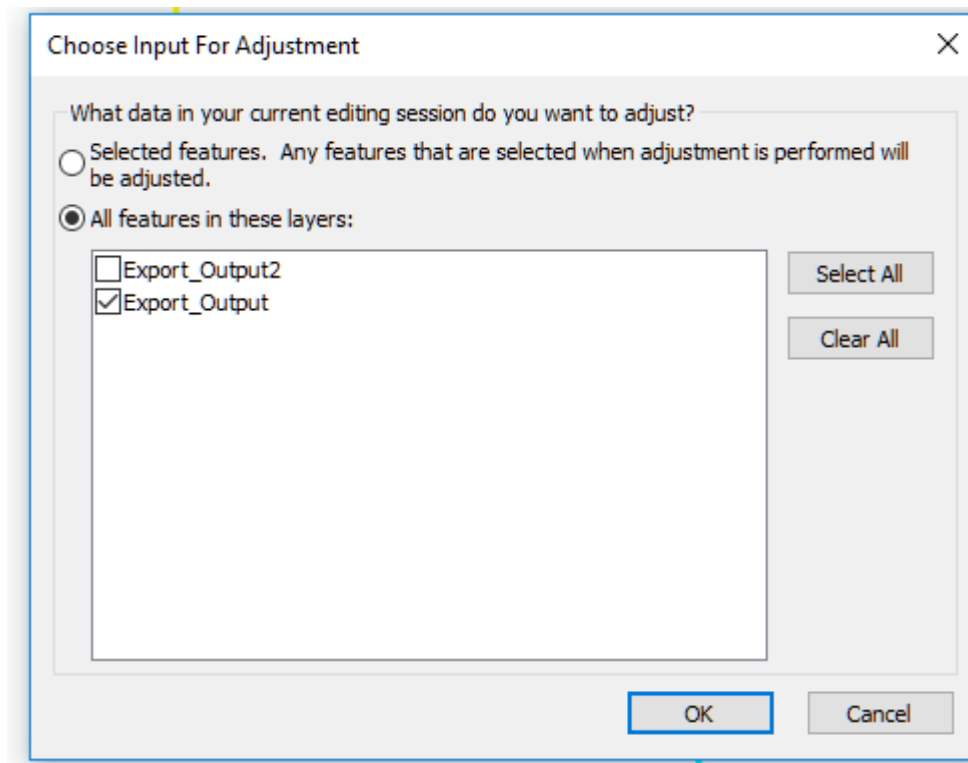 Choose Input For Adjustment
What data in your current editing session do you want to adjust?
Selected features.  Any features that are selected when adjustment is performed will
be adjusted.
All features in these layers:
Export_Output2
Select All
Export_Output
Clear All
OK
Cancel